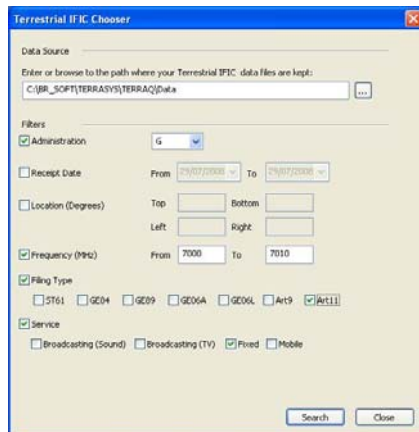 Terrestrial IFIC Chooser
Data Source
Enter or browse to the path where your Terrestrial IFIC data files are kept:
C:\BR_SOFT\TERRASYS\TERRAQ\Data
...
Filters
Administration G
Receipt Date From 29/07/2008 To 29/07/2008
Location (Degrees) Top Bottom
Left Right
Frequency (MHz) From 7000 To 7010
Filing Type
ST61 GE84 GE89 GE06A GE06L Art9 Art11
Service
Broadcasting (Sound) Broadcasting (TV) Fixed Mobile
Search Close